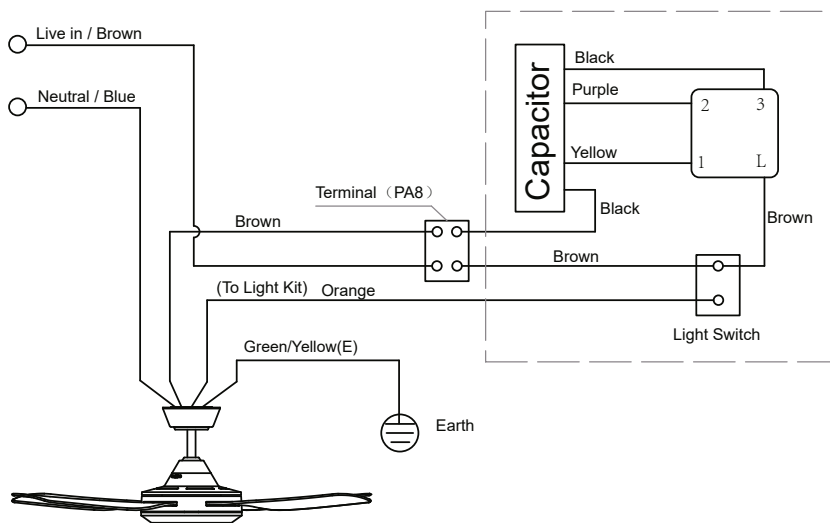 Live in / Brown
Neutral / Blue
Capacitor
Black
Purple
Yellow
Black
2
3
1
L
Brown
Terminal（PA8）
Brown
Brown
(To Light Kit) Orange
Light Switch
Green/Yellow(E)
Earth